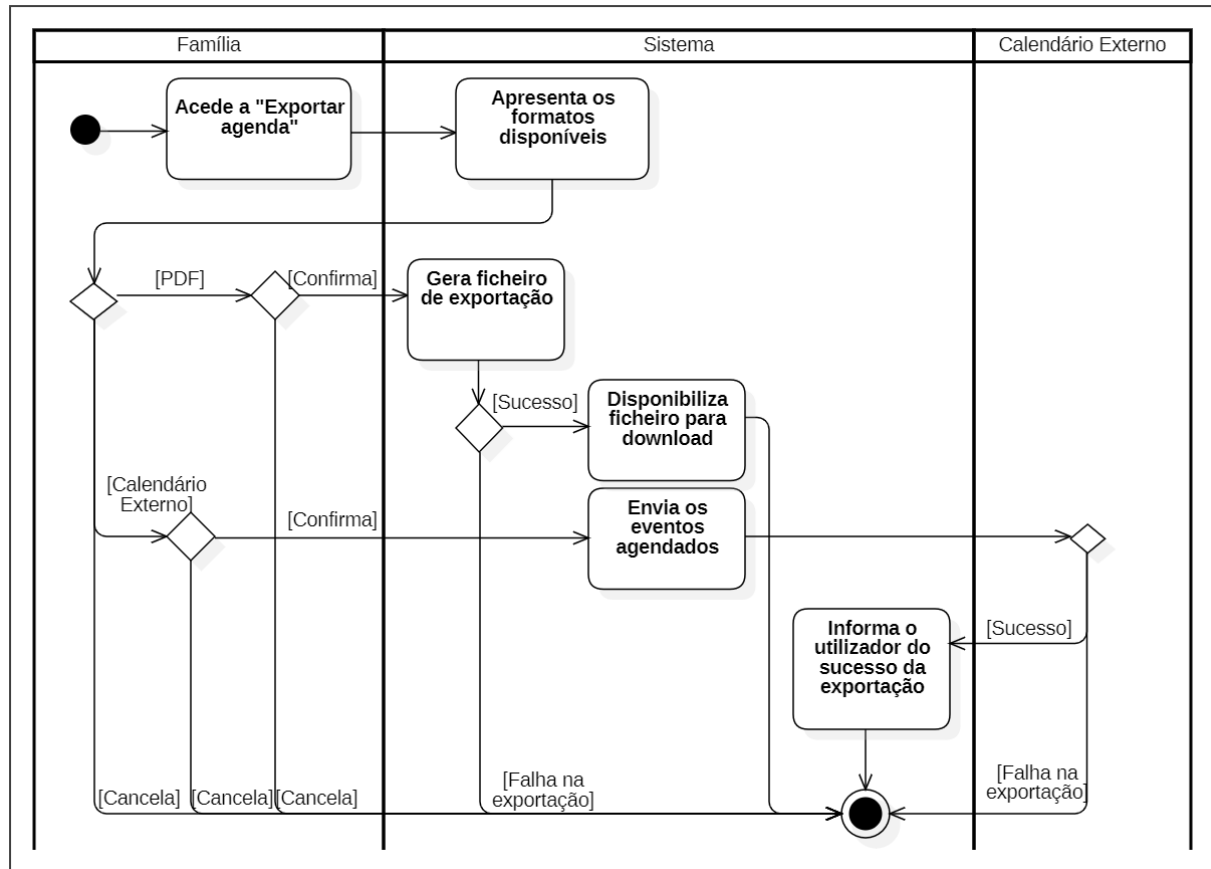 Família
Sistema
Calendário Externo
Acede a "Exportar
agenda"
Apresenta os
formatos
disponíveis
[PDF]
[Confirma]
Gera ficheiro
de exportação
[Sucesso]
Disponibiliza
ficheiro para
download
[Calendário
Externo]
[Confirma]
Envia os
eventos
agendados
Informa o
utilizador do
sucesso da
exportação
[Sucesso]
[Falha na
exportação]
[Falha na
exportação]
[Cancela]
[Cancela]
[Cancela]